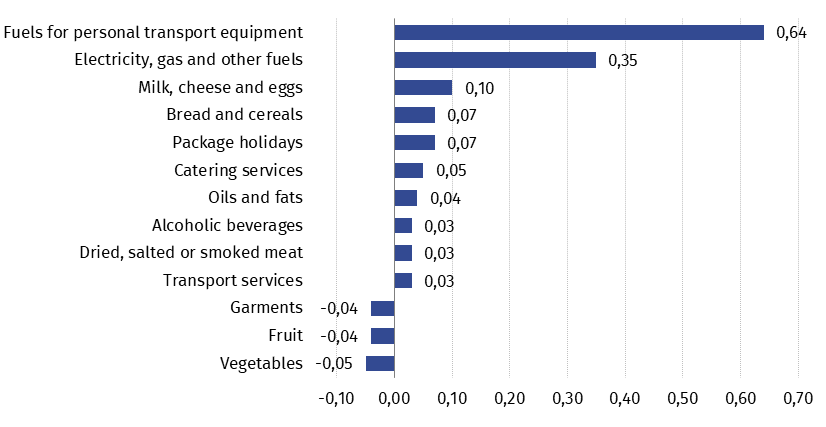 Fuels for personal transport equipment 0,64
Electricity, gas and other fuels 0,35
Milk, cheese and eggs 0,10
Bread and cereals 0,07
Package holidays 0,07
Catering services 0,05
Oils and fats 0,04
Alcoholic beverages 0,03
Dried, salted or smoked meat 0,03
Transport services 0,03
Garments -0,04
Fruit -0,04
Vegetables -0,05
-0,10 0,00 0,10 0,20 0,30 0,40 0,50 0,60 0,70